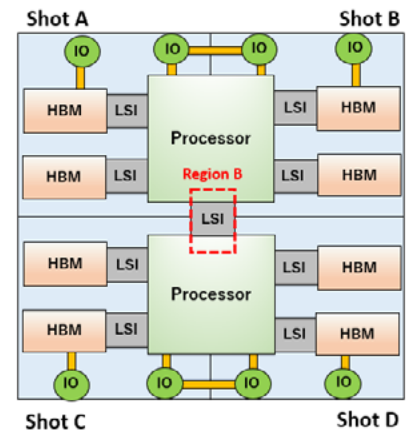 Shot A
Shot B
IO
IO
IO
IO
HBM
LSI
LSI
HBM
Processor
HBM
LSI
Region B
LSI
HBM
LSI
HBM
LSI
LSI
HBM
Processor
HBM
LSI
LSI
HBM
IO
IO
IO
IO
Shot C
Shot D